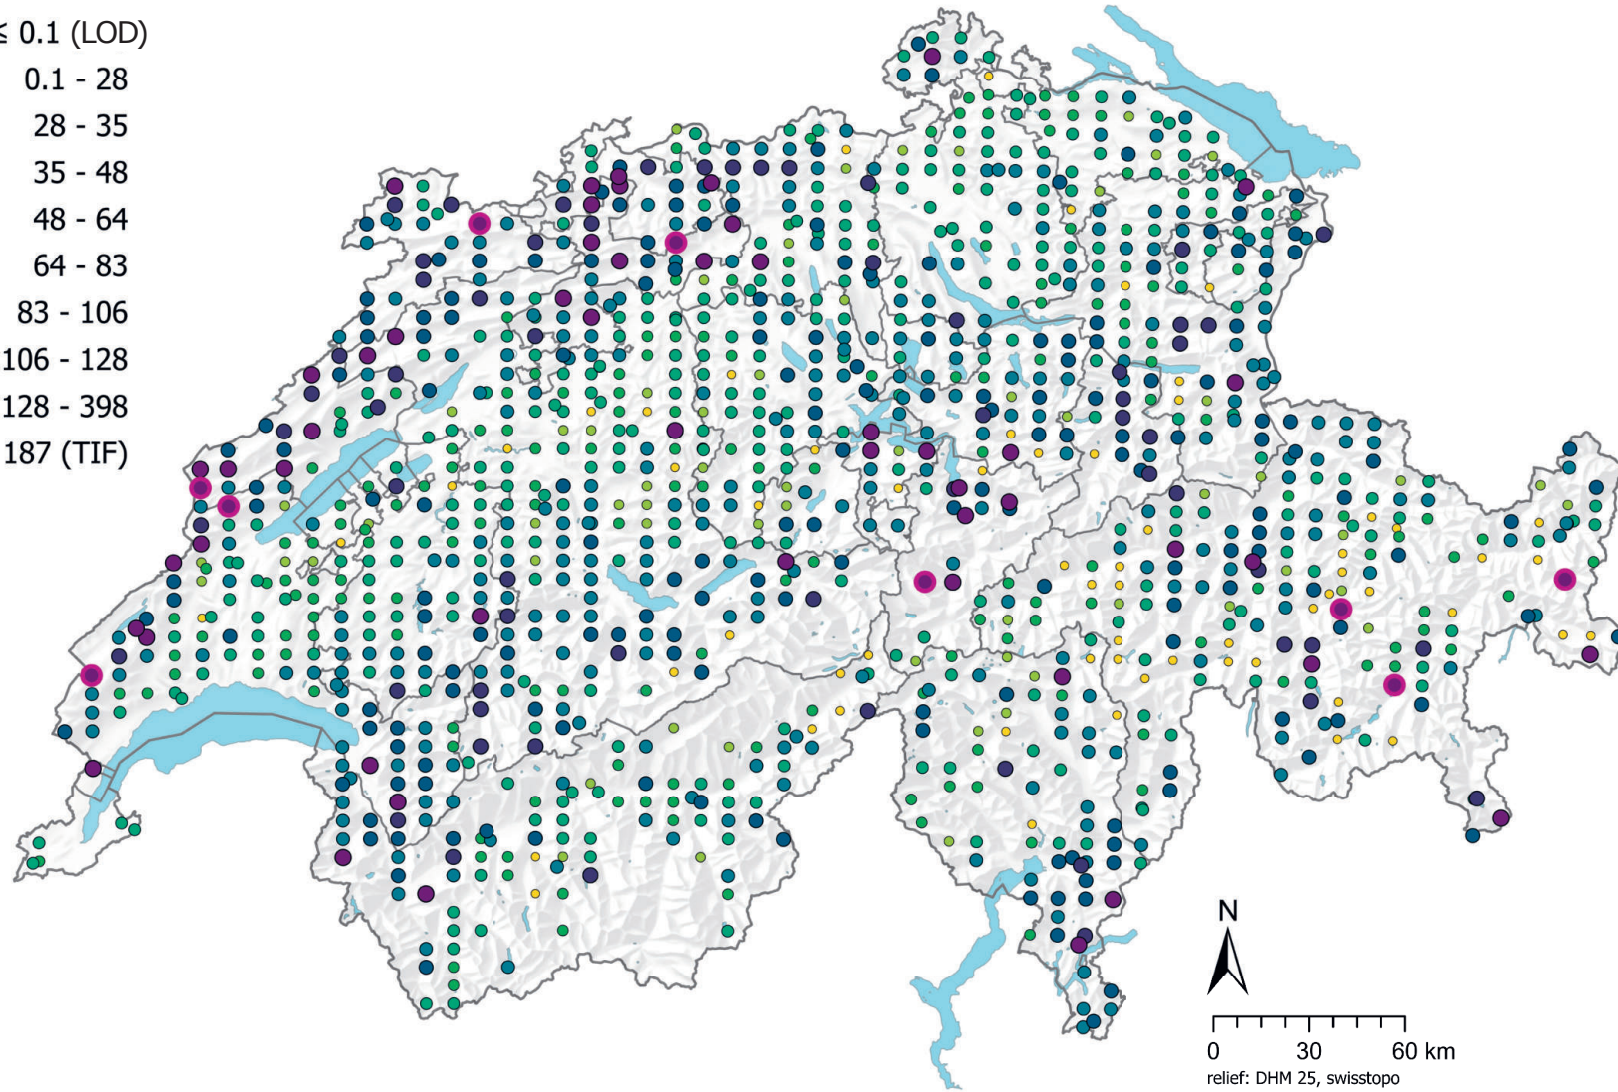 ≤ 0.1 (LOD)
0.1 - 28
28 - 35
35 - 48
48 - 64
64 - 83
83 - 106
106 - 128
128 - 398
187 (TIF)
N
0 30 60 km
relief: DHM 25, swisstopo